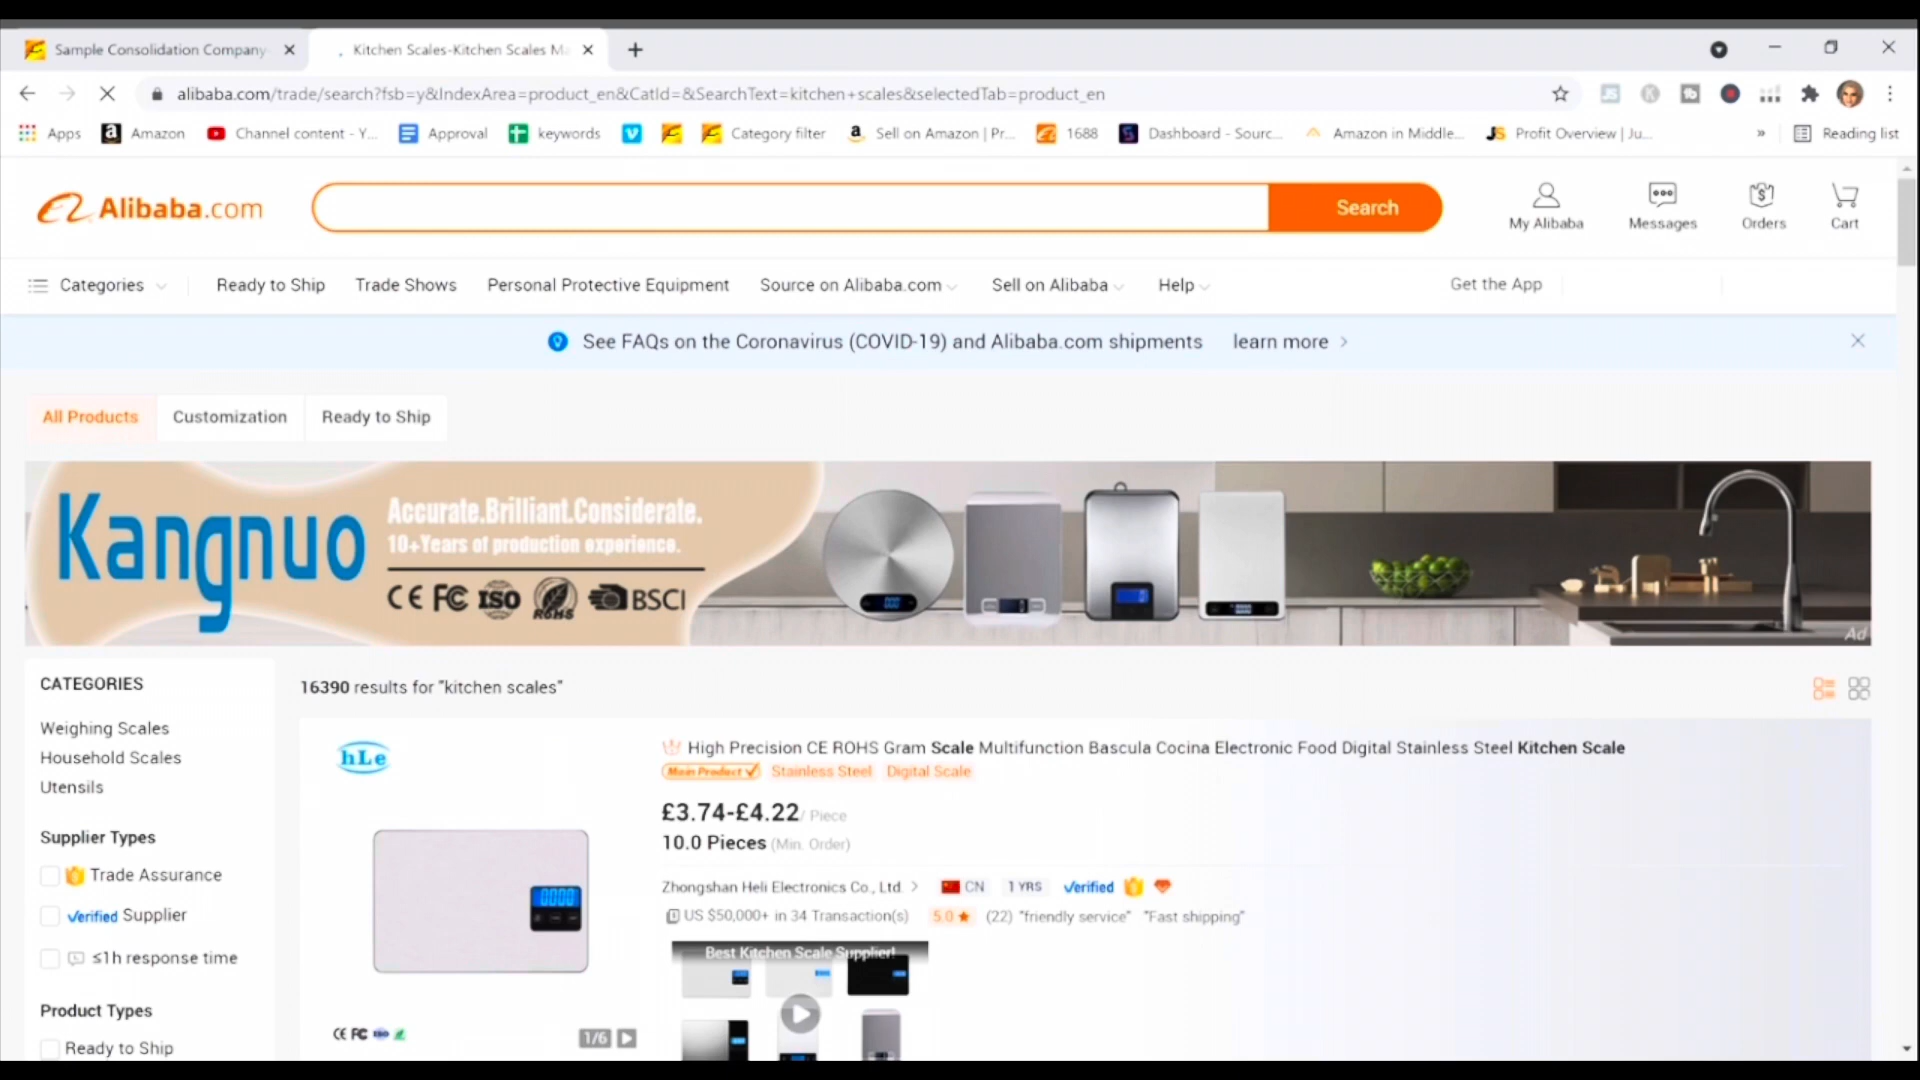 Sample Consolidation Company
Kitchen Scales-Kitchen Scales Ma
alibaba.com/trade/search?fsb=y&IndexArea=product_en&CatId=&SearchText=kitchen+scales&selectedTab=product_en
Apps Amazon Channel content - Y... Approval keywords Category filter Sell on Amazon | Pr... 1688 Dashboard - Sourc... Amazon in Middle... Profit Overview | Ju... » Reading list
Alibaba.com
Search
My Alibaba Messages Orders Cart
Categories Ready to Ship Trade Shows Personal Protective Equipment Source on Alibaba.com Sell on Alibaba Help Get the App
See FAQs on the Coronavirus (COVID-19) and Alibaba.com shipments learn more >
All Products Customization Ready to Ship
Kangnuo
Accurate.Brilliant.Considerate.
10+Years of production experience.
CE FC ISO ROHS BSCI
Ad
CATEGORIES
Weighing Scales
Household Scales
Utensils
Supplier Types
Trade Assurance
Verified Supplier
≤1h response time
Product Types
Ready to Ship
16390 results for "kitchen scales"
hLe
CE FC ISO
1/6
High Precision CE ROHS Gram Scale Multifunction Bascula Cocina Electronic Food Digital Stainless Steel Kitchen Scale
Main Product Stainless Steel Digital Scale
£3.74-£4.22/ Piece
10.0 Pieces (Min. Order)
Zhongshan Heli Electronics Co., Ltd. > CN 1 YRS Verified
US $50,000+ in 34 Transaction(s) 5.0 (22) "friendly service" "Fast shipping"
Best Kitchen Scale Supplier!